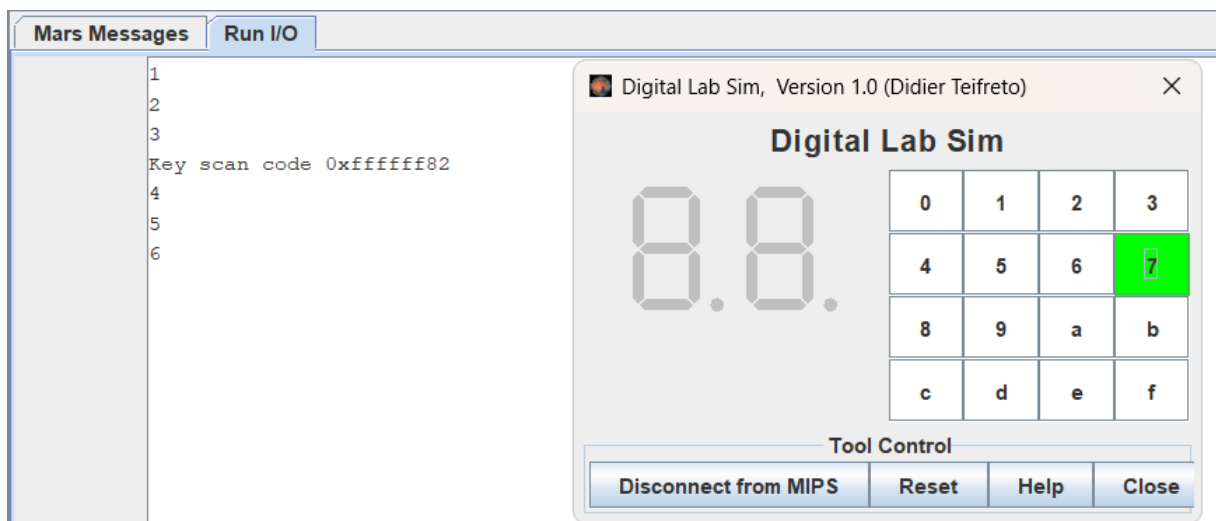 Mars Messages Run I/O
1
2
3
Key scan code 0xffffff82
4
5
6
Digital Lab Sim, Version 1.0 (Didier Teifreto)
Digital Lab Sim
8.8.
0 1 2 3
4 5 6 7
8 9 a b
c d e f
Tool Control
Disconnect from MIPS Reset Help Close